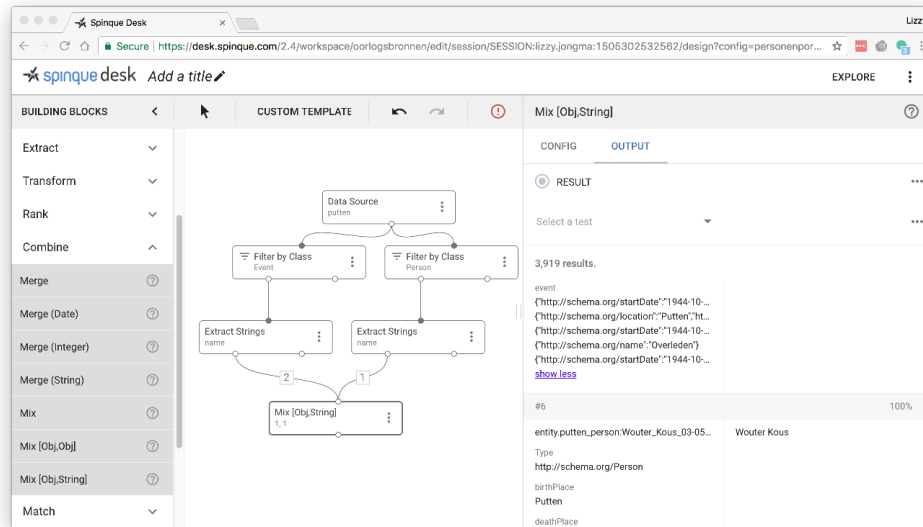 Spinque Desk
Lizzy
Secure | https://desk.spinque.com/2.4/workspace/oorlogsbronnen/edit/session/SESSION:lizzy.jongma:1505302532562/design?config=personenpor...
spinque desk Add a title
EXPLORE
BUILDING BLOCKS
CUSTOM TEMPLATE
Mix [Obj,String]
Extract
Transform
Rank
Combine
Merge
Merge (Date)
Merge (Integer)
Merge (String)
Mix
Mix [Obj,Obj]
Mix [Obj,String]
Match
Data Source
putten
Filter by Class
Event
Filter by Class
Person
Extract Strings
name
Extract Strings
name
2
1
Mix [Obj,String]
1, 1
CONFIG
OUTPUT
RESULT
Select a test
3,919 results.
event
{"http://schema.org/startDate":"1944-10-...
{"http://schema.org/location":"Putten","ht...
{"http://schema.org/startDate":"1944-10-...
{"http://schema.org/name":"Overleden"}
{"http://schema.org/startDate":"1944-10-...
show less
#6
100%
entity.putten_person:Wouter_Kous_03-05...
Wouter Kous
Type
http://schema.org/Person
birthPlace
Putten
deathPlace